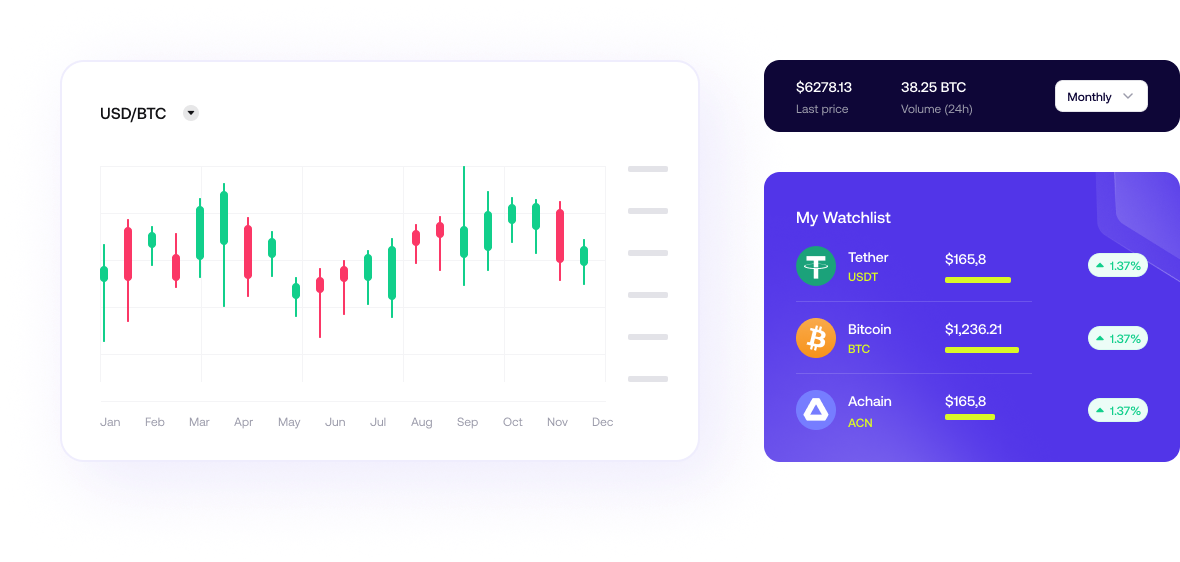 USD/BTC
Jan Feb Mar Apr May Jun Jul Aug Sep Oct Nov Dec
$6278.13 38.25 BTC
Last price Volume (24h)
Monthly
My Watchlist
Tether $165,8
USDT
1.37%
Bitcoin $1,236.21
BTC
1.37%
Achain $165,8
ACN
1.37%